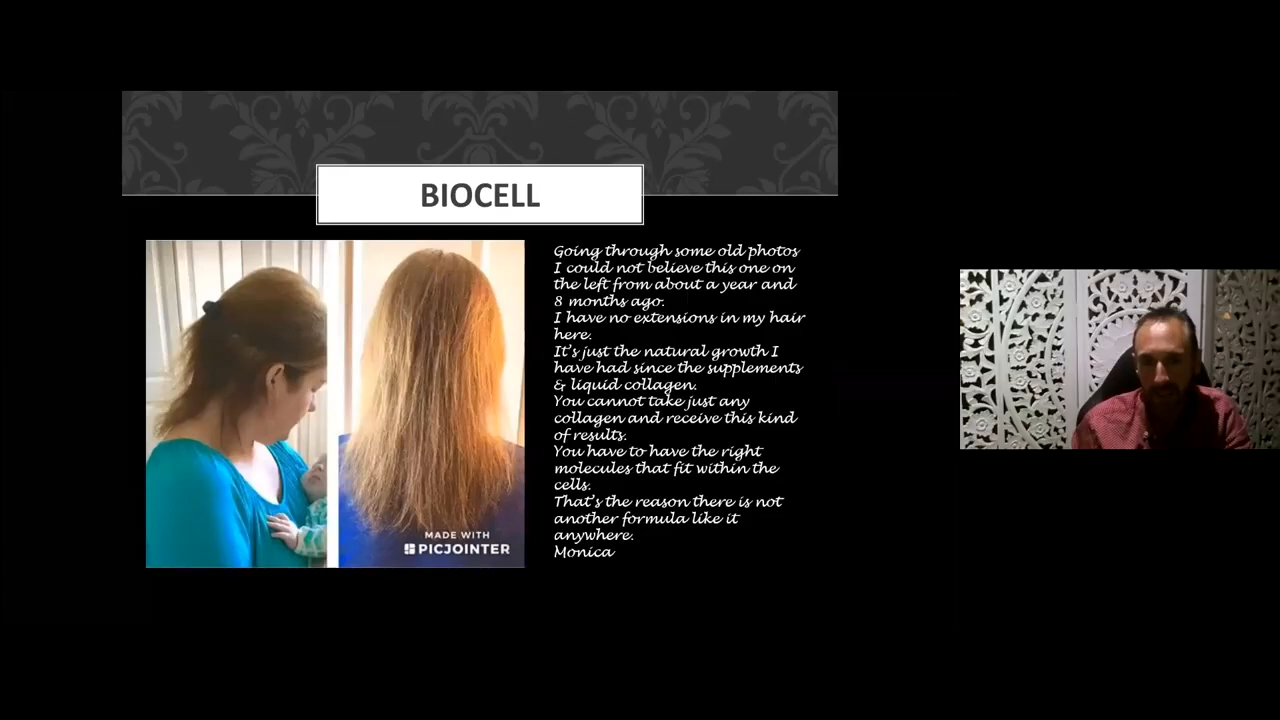 BIOCELL
Going through some old photos
I could not believe this one on
the left from about a year and
8 months ago.
I have no extensions in my hair
here.
It's just the natural growth I
have had since the supplements
& liquid collagen.
You cannot take just any
collagen and receive this kind
of results.
You have to have the right
molecules that fit within the
cells.
That's the reason there is not
another formula like it
anywhere.
Monica
MADE WITH
PICJOINTER